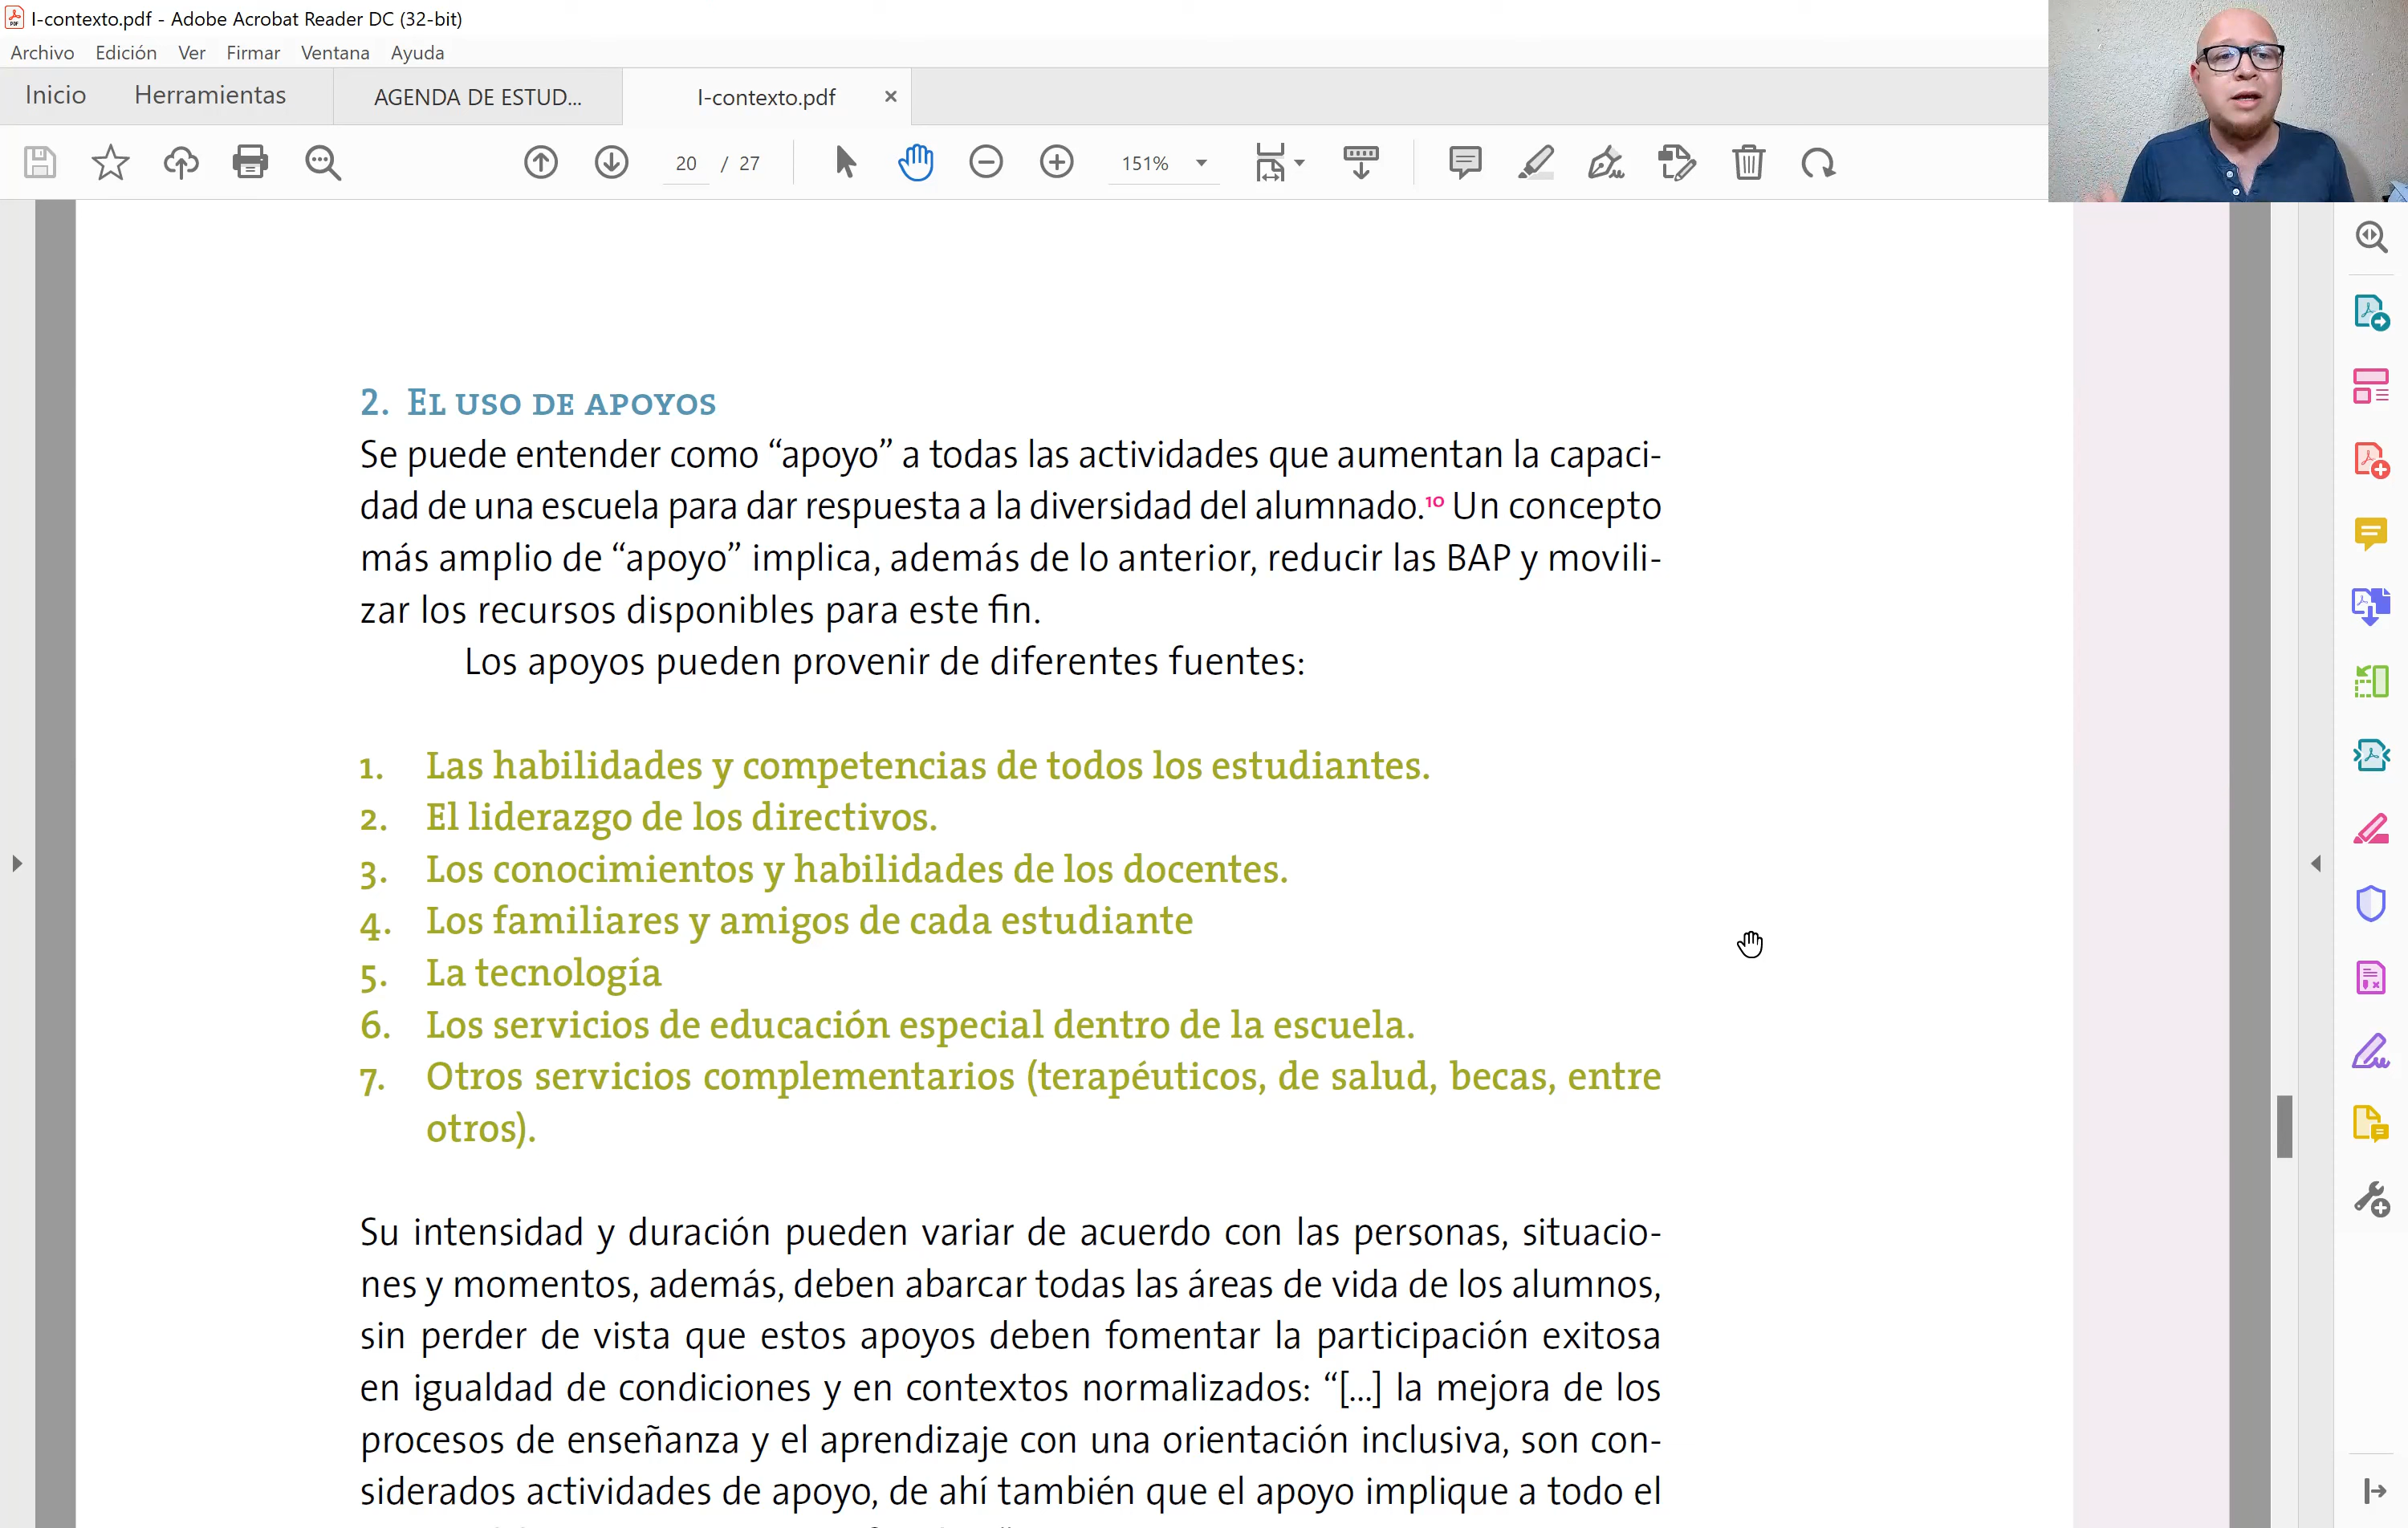 I-contexto.pdf - Adobe Acrobat Reader DC (32-bit)
Archivo Edición Ver Firmar Ventana Ayuda
Inicio Herramientas AGENDA DE ESTUD... I-contexto.pdf ×
20 / 27 151%
2. EL USO DE APOYOS
Se puede entender como “apoyo” a todas las actividades que aumentan la capaci-
dad de una escuela para dar respuesta a la diversidad del alumnado.10 Un concepto
más amplio de “apoyo” implica, además de lo anterior, reducir las BAP y movili-
zar los recursos disponibles para este fin.
Los apoyos pueden provenir de diferentes fuentes:
1. Las habilidades y competencias de todos los estudiantes.
2. El liderazgo de los directivos.
3. Los conocimientos y habilidades de los docentes.
4. Los familiares y amigos de cada estudiante
5. La tecnología
6. Los servicios de educación especial dentro de la escuela.
7. Otros servicios complementarios (terapéuticos, de salud, becas, entre
otros).
Su intensidad y duración pueden variar de acuerdo con las personas, situacio-
nes y momentos, además, deben abarcar todas las áreas de vida de los alumnos,
sin perder de vista que estos apoyos deben fomentar la participación exitosa
en igualdad de condiciones y en contextos normalizados: “[...] la mejora de los
procesos de enseñanza y el aprendizaje con una orientación inclusiva, son con-
siderados actividades de apoyo, de ahí también que el apoyo implique a todo el